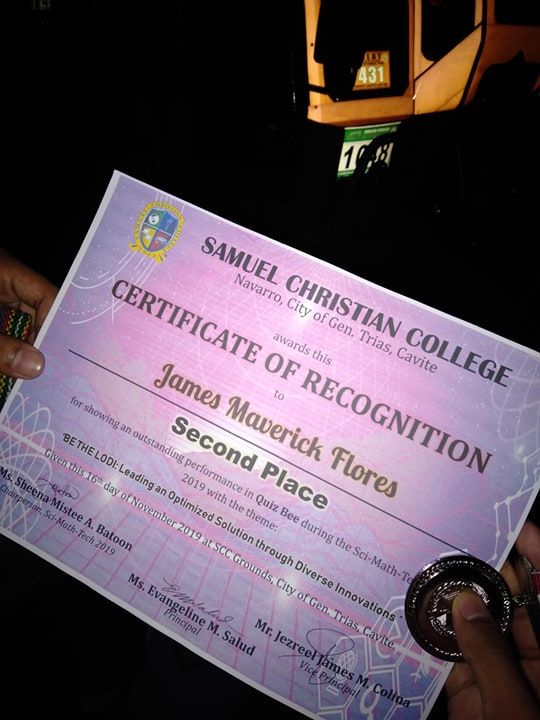 431
SAMUEL CHRISTIAN COLLEGE
Navarro, City of Gen. Trias, Cavite
awards this
CERTIFICATE OF RECOGNITION
to
James Maverick Flores
Second Place
for showing an outstanding performance in Quiz Bee during the Sci-Math-Te
2019 with the theme:
"BE THE LODI: Leading an Optimized Solution through Diverse Innovations"
Given this 16th day of November 2019 at SCC Grounds, City of Gen. Trias, Cavite.
Ms. Sheena Mistee A. Batoon
Chairperson, Sci-Math-Tech 2019
Ms. Evangeline M. Salud
Principal
Mr. Jezreel James M. Colina
Vice Principal